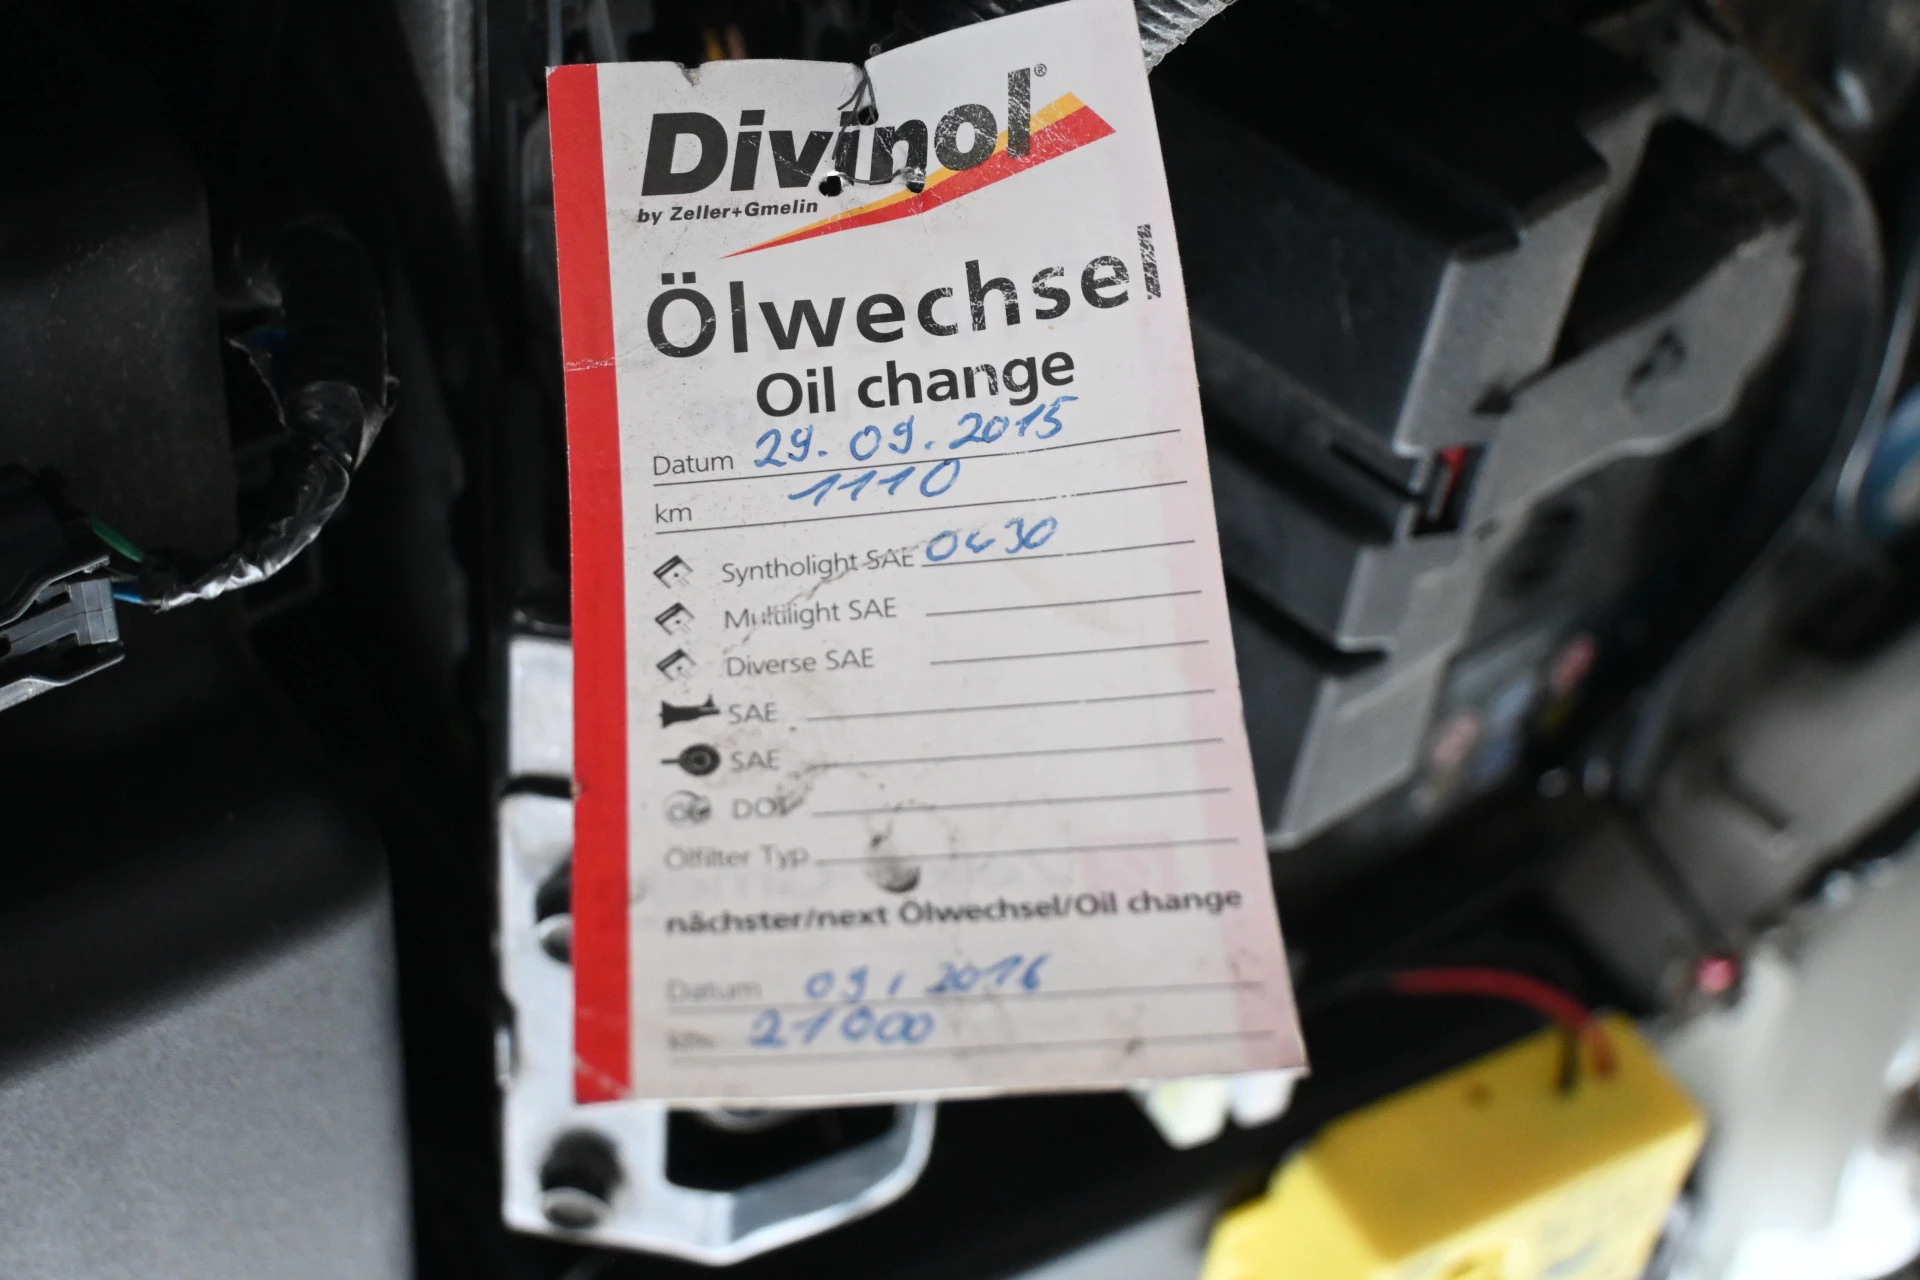 Divinol®
by Zeller+Gmelin
Ölwechsel
Oil change
Datum 29.09.2015
km 1110
Syntholight SAE 0W30
Multilight SAE
Diverse SAE
SAE
SAE
DOT
Ölfilter Typ
nächster/next Ölwechsel/Oil change
Datum 09.2016
km 21000